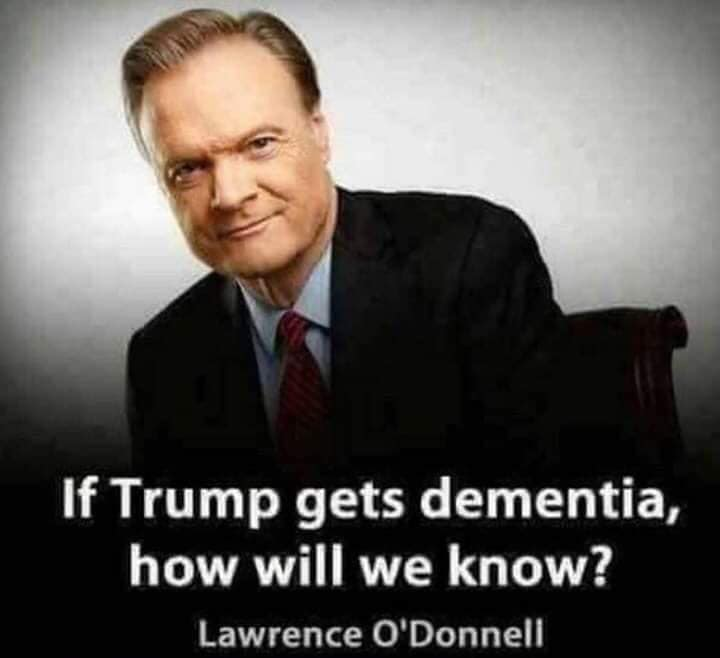 If Trump gets dementia,
how will we know?
Lawrence O'Donnell